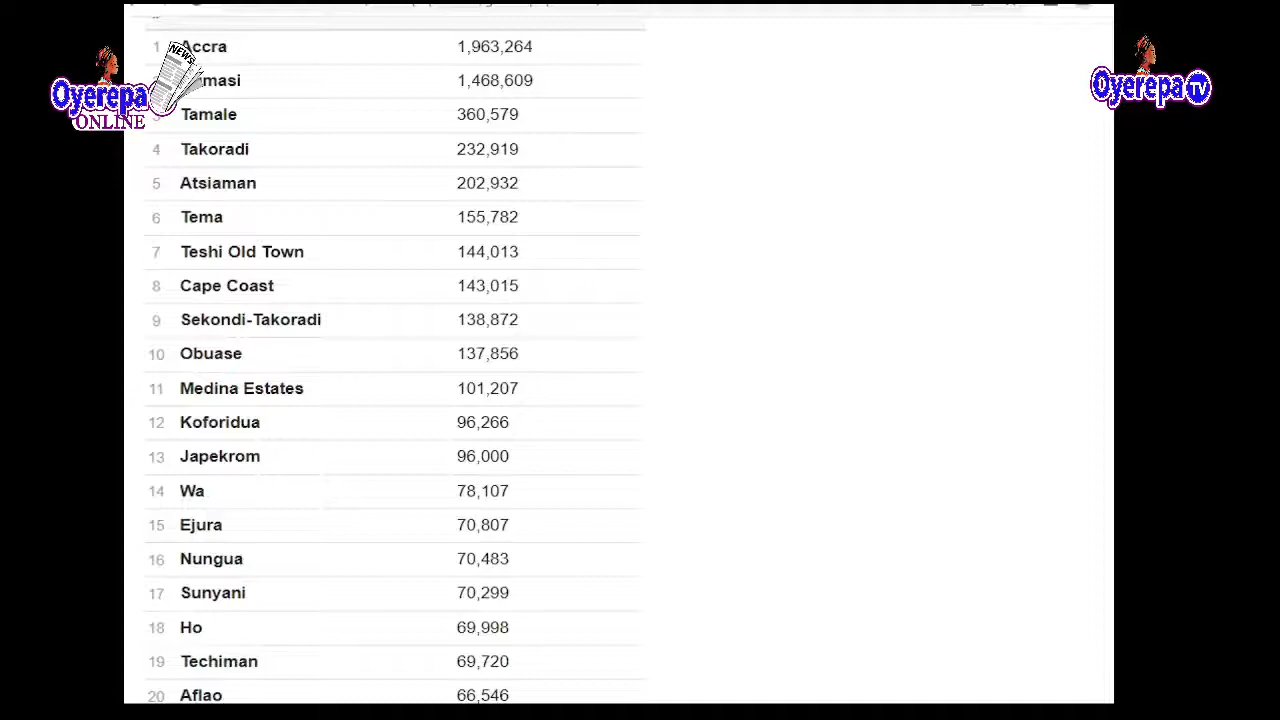 1 Accra 1,963,264
masi 1,468,609
Tamale 360,579
4 Takoradi 232,919
5 Atsiaman 202,932
6 Tema 155,782
7 Teshi Old Town 144,013
8 Cape Coast 143,015
9 Sekondi-Takoradi 138,872
10 Obuase 137,856
11 Medina Estates 101,207
12 Koforidua 96,266
13 Japekrom 96,000
14 Wa 78,107
15 Ejura 70,807
16 Nungua 70,483
17 Sunyani 70,299
18 Ho 69,998
19 Techiman 69,720
20 Aflao 66,546
NEWS
Oyerepa
ONLINE
Oyerepa TV